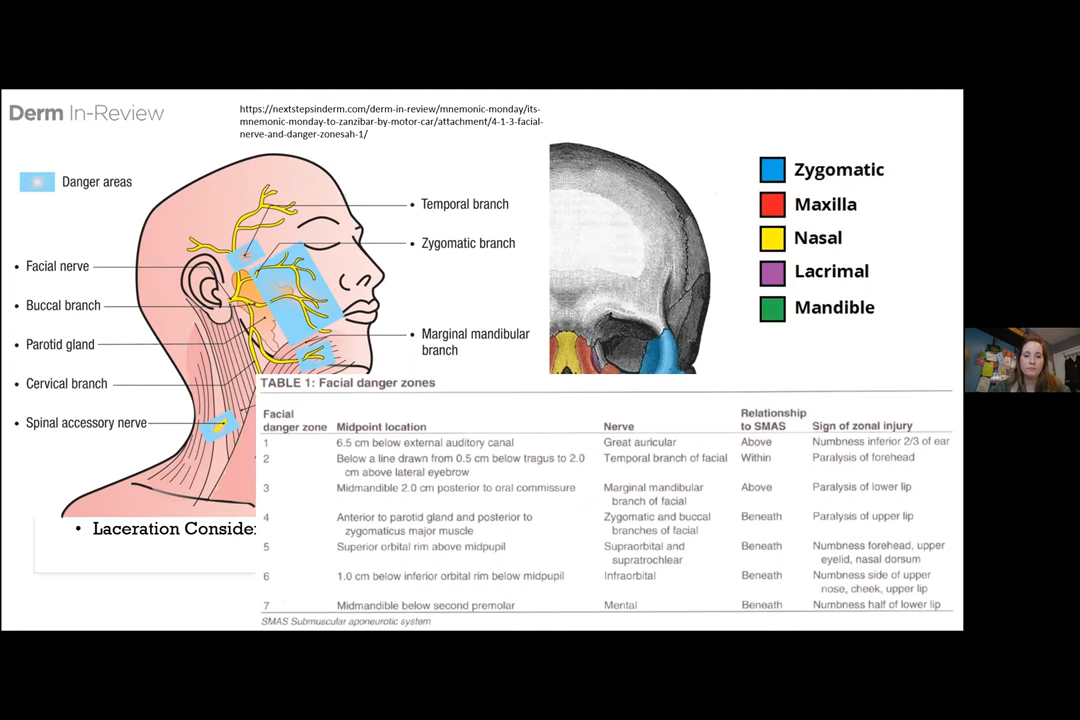 Derm In-Review
https://nextstepsinderm.com/derm-in-review/mnemonic-monday/its-
mnemonic-monday-to-zanzibar-by-motor-car/attachment/4-1-3-facial-
nerve-and-danger-zonesah-1/
Danger areas
• Facial nerve
• Buccal branch
• Parotid gland
• Cervical branch
• Spinal accessory nerve
• Temporal branch
• Zygomatic branch
• Marginal mandibular
branch
Zygomatic
Maxilla
Nasal
Lacrimal
Mandible
• Laceration Conside
TABLE 1: Facial danger zones
Facial danger zone Midpoint location Nerve Relationship to SMAS Sign of zonal injury
1 6.5 cm below external auditory canal Great auricular Above Numbness inferior 2/3 of ear
2 Below a line drawn from 0.5 cm below tragus to 2.0 Temporal branch of facial Within Paralysis of forehead
cm above lateral eyebrow
3 Midmandible 2.0 cm posterior to oral commissure Marginal mandibular Above Paralysis of lower lip
branch of facial
4 Anterior to parotid gland and posterior to Zygomatic and buccal Beneath Paralysis of upper lip
zygomaticus major muscle branches of facial
5 Superior orbital rim above midpupil Supraorbital and Beneath Numbness forehead, upper
supratrochlear eyelid, nasal dorsum
6 1.0 cm below inferior orbital rim below midpupil Infraorbital Beneath Numbness side of upper
nose, cheek, upper lip
7 Midmandible below second premolar Mental Beneath Numbness half of lower lip
SMAS Submuscular aponeurotic system